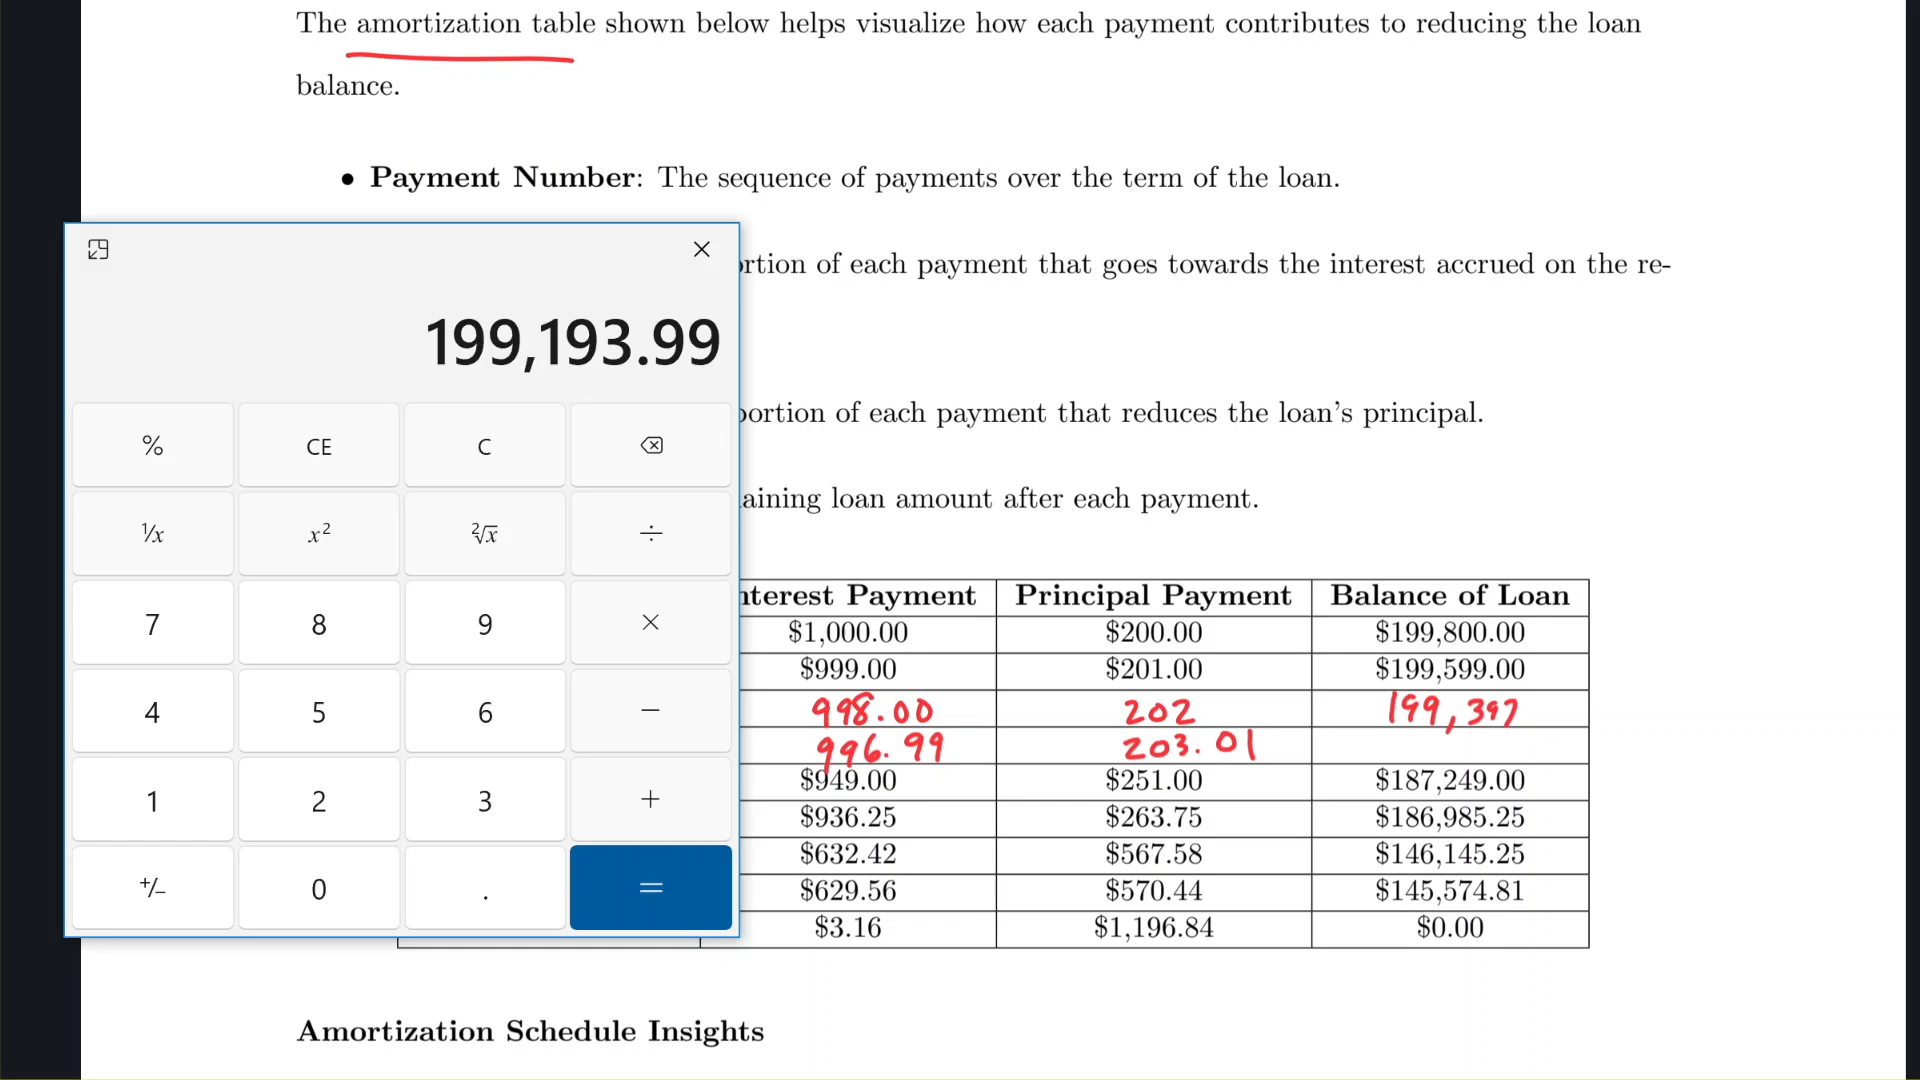 The amortization table shown below helps visualize how each payment contributes to reducing the loan
balance.
• Payment Number: The sequence of payments over the term of the loan.
ortion of each payment that goes towards the interest accrued on the re-
portion of each payment that reduces the loan's principal.
aining loan amount after each payment.
199,193.99
% CE C
1/x x² ²√x ÷
7 8 9 ×
4 5 6 −
1 2 3 +
+/− 0 . =
nterest Payment Principal Payment Balance of Loan
$1,000.00 $200.00 $199,800.00
$999.00 $201.00 $199,599.00
998.00 202 199,397
996.99 203.01
$949.00 $251.00 $187,249.00
$936.25 $263.75 $186,985.25
$632.42 $567.58 $146,145.25
$629.56 $570.44 $145,574.81
$3.16 $1,196.84 $0.00
Amortization Schedule Insights